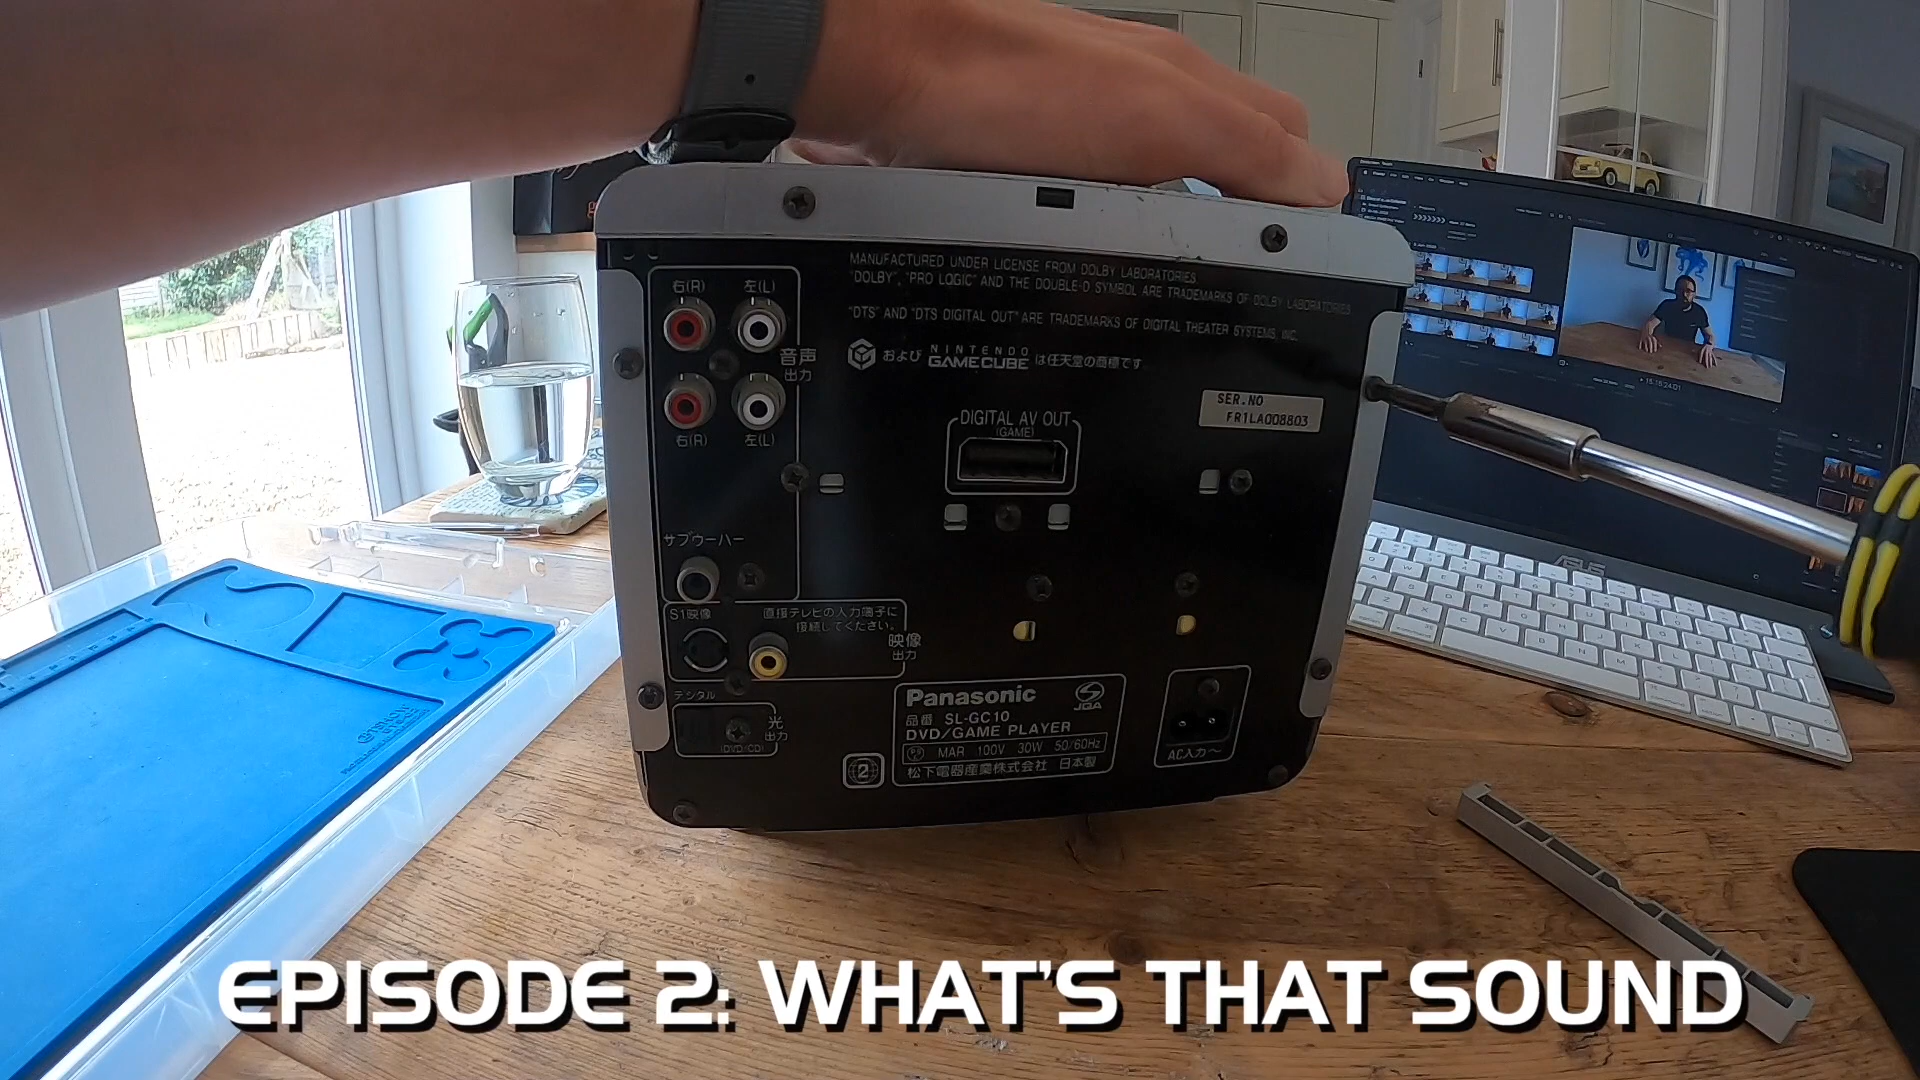 MANUFACTURED UNDER LICENSE FROM DOLBY LABORATORIES.
"DOLBY", "PRO LOGIC" AND THE DOUBLE-D SYMBOL ARE TRADEMARKS OF DOLBY LABORATORIES
"DTS" AND "DTS DIGITAL OUT" ARE TRADEMARKS OF DIGITAL THEATER SYSTEMS, INC.
および NINTENDO GAMECUBE は任天堂の商標です
右(R) 左(L)
音声
出力
右(R) 左(L)
DIGITAL AV OUT
(GAME)
SER.NO
FR1LA008803
サブウーハー
S1映像
直接テレビの入力端子に
接続してください。
映像
出力
デジタル
光
出力
(DVD/CD)
2
Panasonic
JQA
品番 SL-GC10
DVD/GAME PLAYER
MAR 100V 30W 50/60Hz
松下電器産業株式会社 日本製
AC入力~
ASUS
EPISODE 2: WHAT'S THAT SOUND